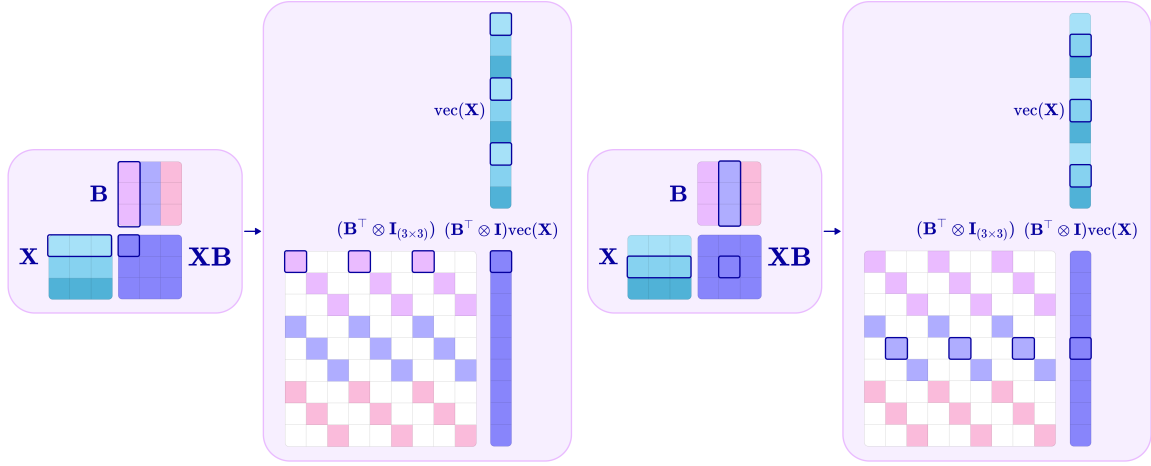 vec(X)
B
(B^⊤ ⊗ I_(3×3)) (B^⊤ ⊗ I)vec(X)
X XB
vec(X)
B
(B^⊤ ⊗ I_(3×3)) (B^⊤ ⊗ I)vec(X)
X XB